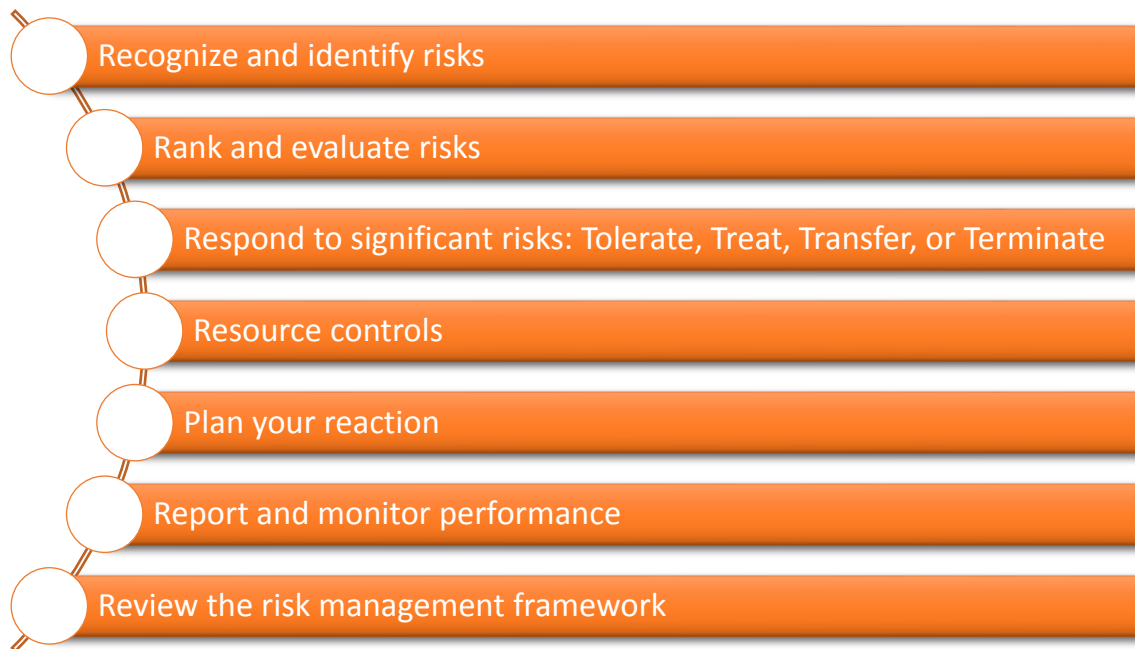 Recognize and identify risks
Rank and evaluate risks
Respond to significant risks: Tolerate, Treat, Transfer, or Terminate
Resource controls
Plan your reaction
Report and monitor performance
Review the risk management framework